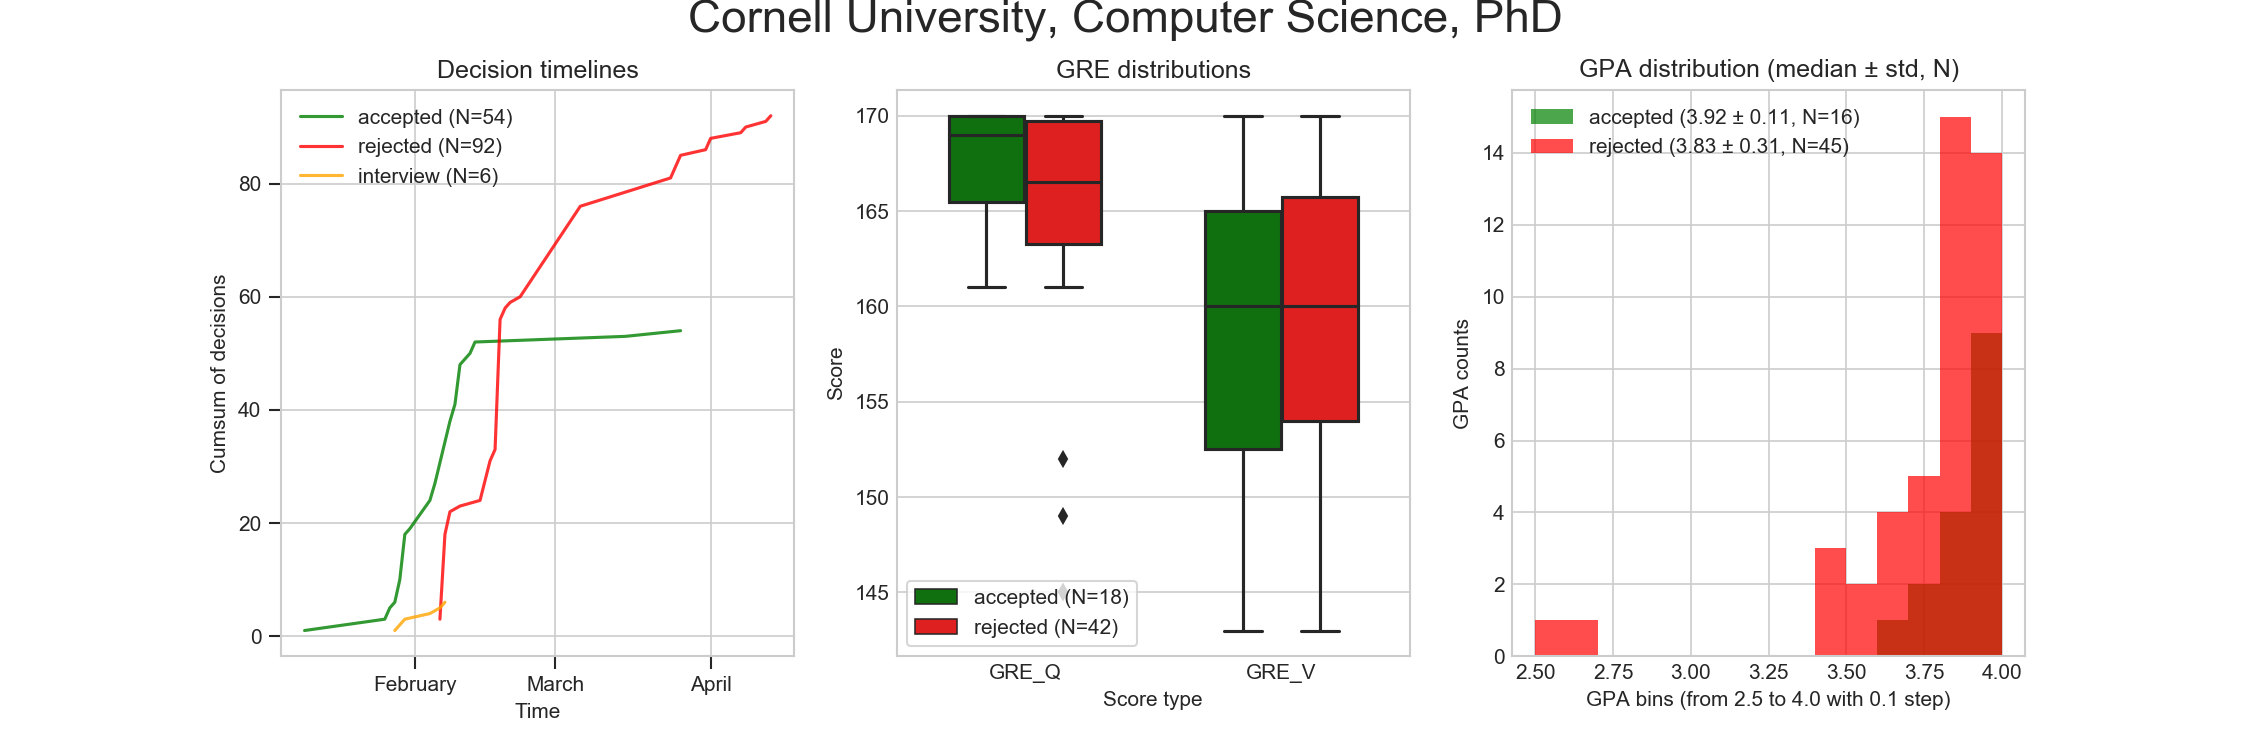 Cornell University, Computer Science, PhD
Decision timelines
accepted (N=54)
rejected (N=92)
interview (N=6)
80
60
40
20
0
Cumsum of decisions
February March April
Time
GRE distributions
170
165
160
155
150
145
Score
accepted (N=18)
rejected (N=42)
GRE_Q GRE_V
Score type
GPA distribution (median ± std, N)
accepted (3.92 ± 0.11, N=16)
rejected (3.83 ± 0.31, N=45)
14
12
10
8
6
4
2
0
GPA counts
2.50 2.75 3.00 3.25 3.50 3.75 4.00
GPA bins (from 2.5 to 4.0 with 0.1 step)